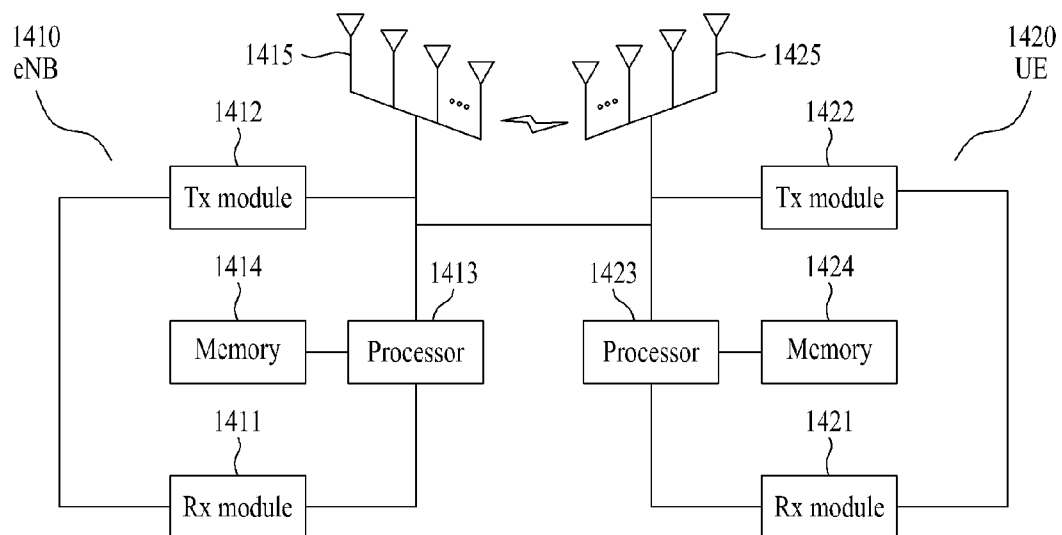 1410
eNB
1415
1425
1420
UE
1412
1422
Tx module
Tx module
1414
1413
1423
1424
Memory
Processor
Processor
Memory
1411
1421
Rx module
Rx module